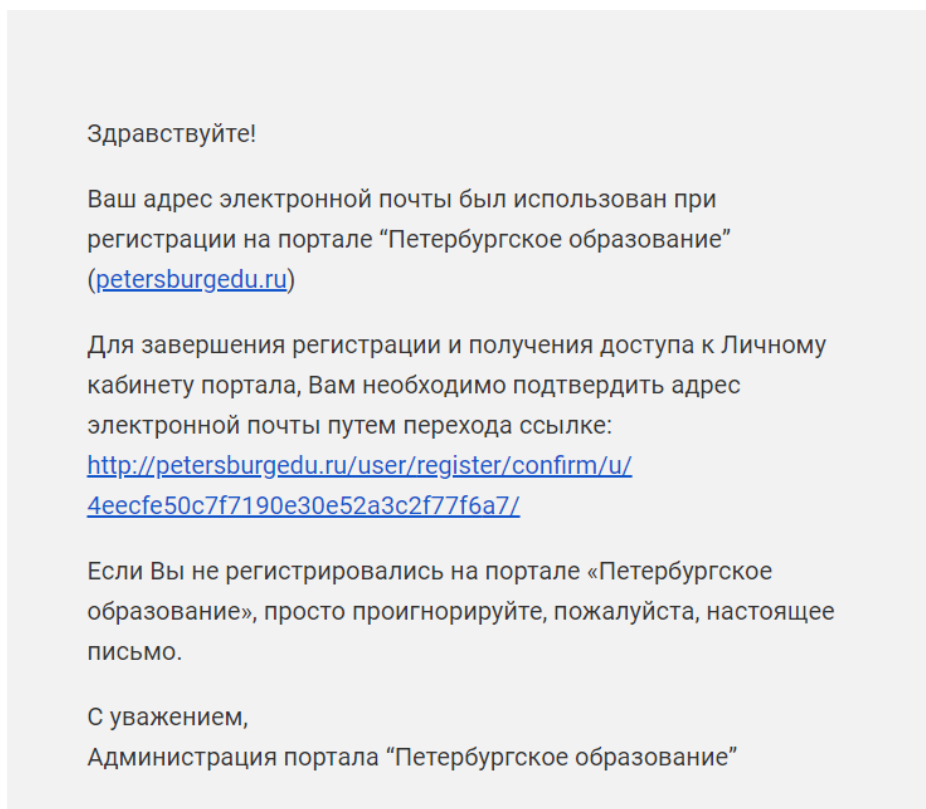 Здравствуйте!
Ваш адрес электронной почты был использован при
регистрации на портале “Петербургское образование”
(petersburgedu.ru)
Для завершения регистрации и получения доступа к Личному
кабинету портала, Вам необходимо подтвердить адрес
электронной почты путем перехода ссылке:
http://petersburgedu.ru/user/register/confirm/u/
4eecfe50c7f7190e30e52a3c2f77f6a7/
Если Вы не регистрировались на портале «Петербургское
образование», просто проигнорируйте, пожалуйста, настоящее
письмо.
С уважением,
Администрация портала “Петербургское образование”